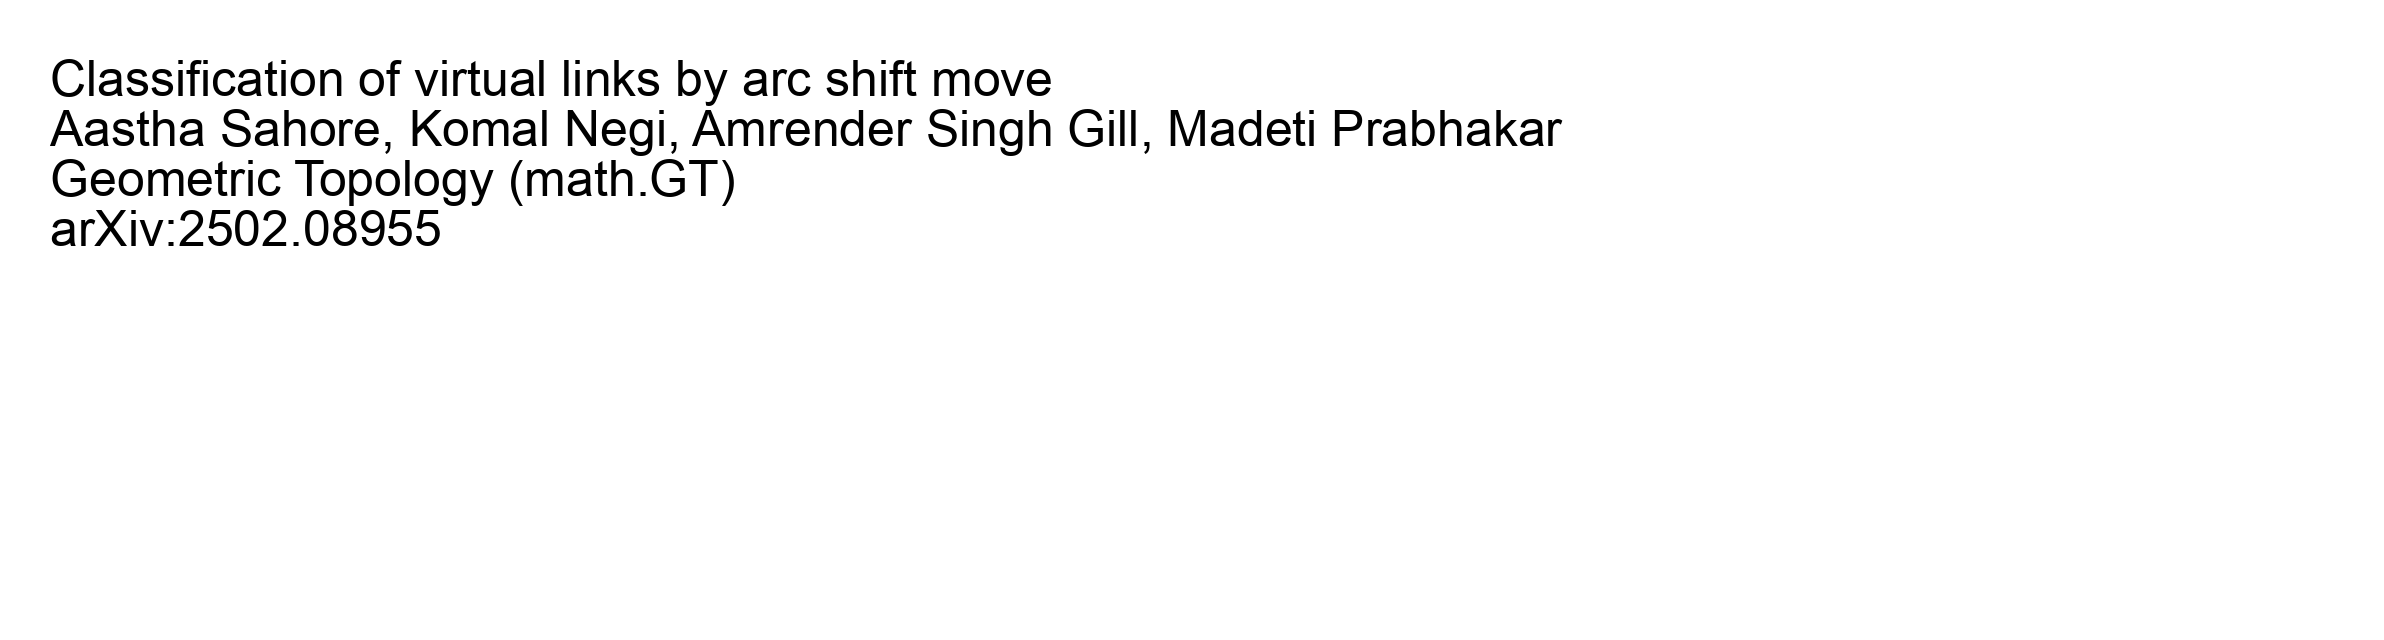 Classification of virtual links by arc shift move
Aastha Sahore, Komal Negi, Amrender Singh Gill, Madeti Prabhakar
Geometric Topology (math.GT)
arXiv:2502.08955